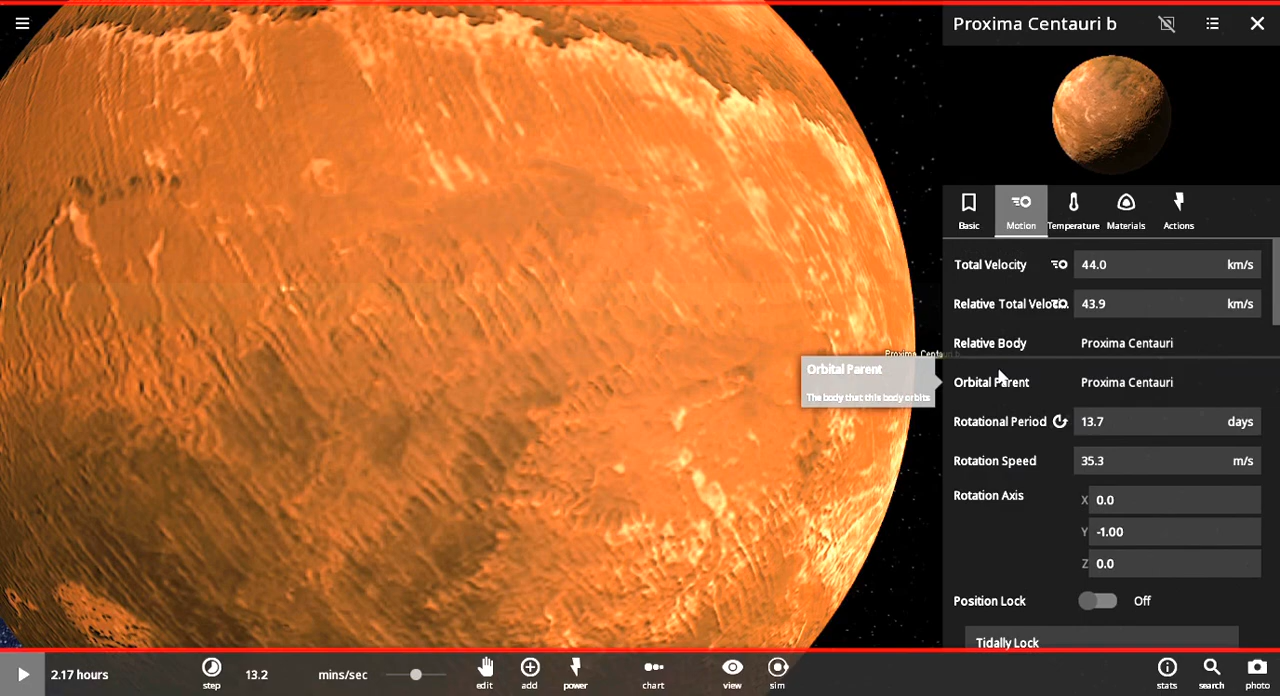 Proxima Centauri b
Basic
Motion
Temperature
Materials
Actions
Total Velocity 44.0 km/s
Relative Total Veloc... 43.9 km/s
Relative Body Proxima Centauri
Proxima Centauri b
Orbital Parent
The body that this body orbits
Orbital Parent Proxima Centauri
Rotational Period 13.7 days
Rotation Speed 35.3 m/s
Rotation Axis X 0.0
Y -1.00
Z 0.0
Position Lock Off
Tidally Lock
2.17 hours
step
13.2 mins/sec
edit
add
power
chart
view
sim
stats
search
photo